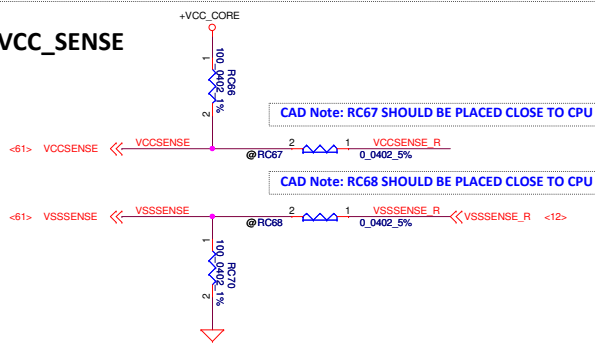 +VCC_CORE
VCC_SENSE
1
RC66
100_0402_1%
2
CAD Note: RC67 SHOULD BE PLACED CLOSE TO CPU
<61> VCCSENSE VCCSENSE 2 1 VCCSENSE_R
@RC67 0_0402_5%
CAD Note: RC68 SHOULD BE PLACED CLOSE TO CPU
<61> VSSSENSE VSSSENSE 2 1 VSSSENSE_R VSSSENSE_R <12>
@RC68 0_0402_5%
1
RC70
100_0402_1%
2